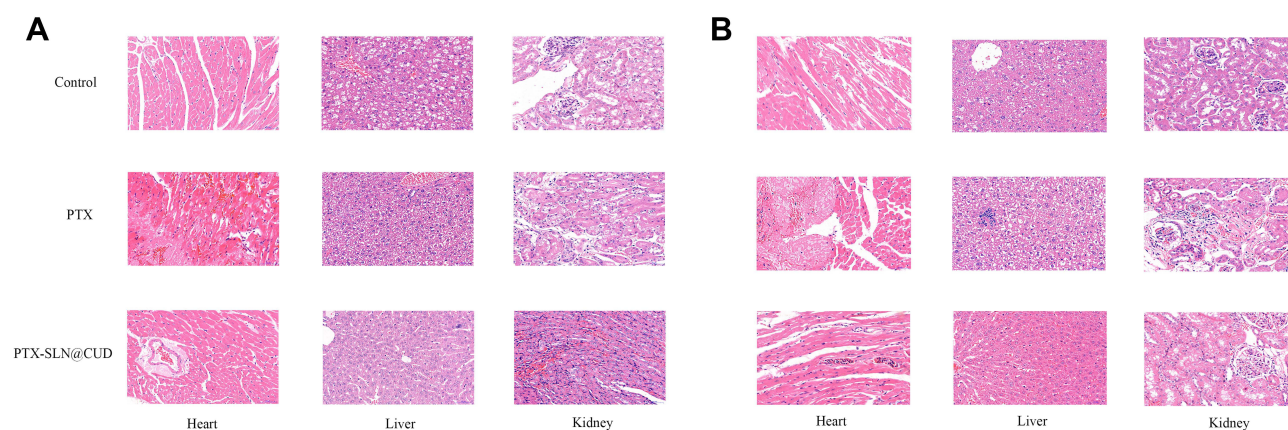 A
B
Control
PTX
PTX-SLN@CUD
Heart
Liver
Kidney
Heart
Liver
Kidney